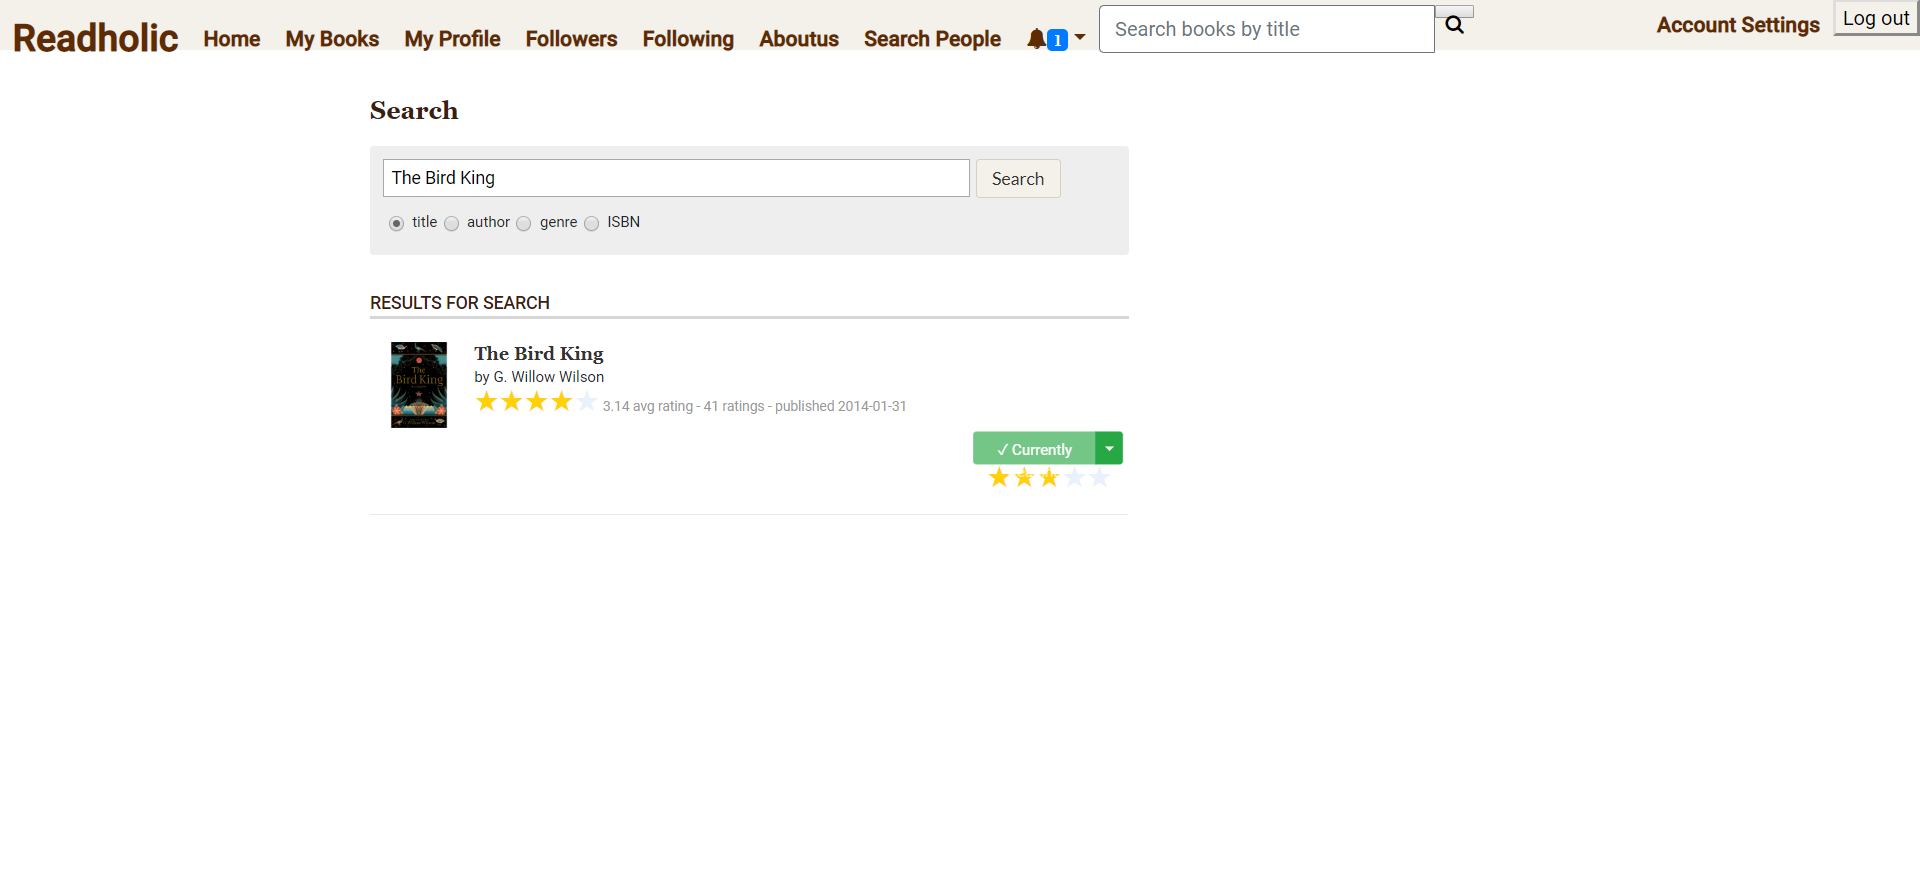 Readholic Home My Books My Profile Followers Following Aboutus Search People 1 Search books by title Account Settings Log out
Search
The Bird King Search
title author genre ISBN
RESULTS FOR SEARCH
The Bird King
The Bird King
by G. Willow Wilson
3.14 avg rating - 41 ratings - published 2014-01-31
✓ Currently